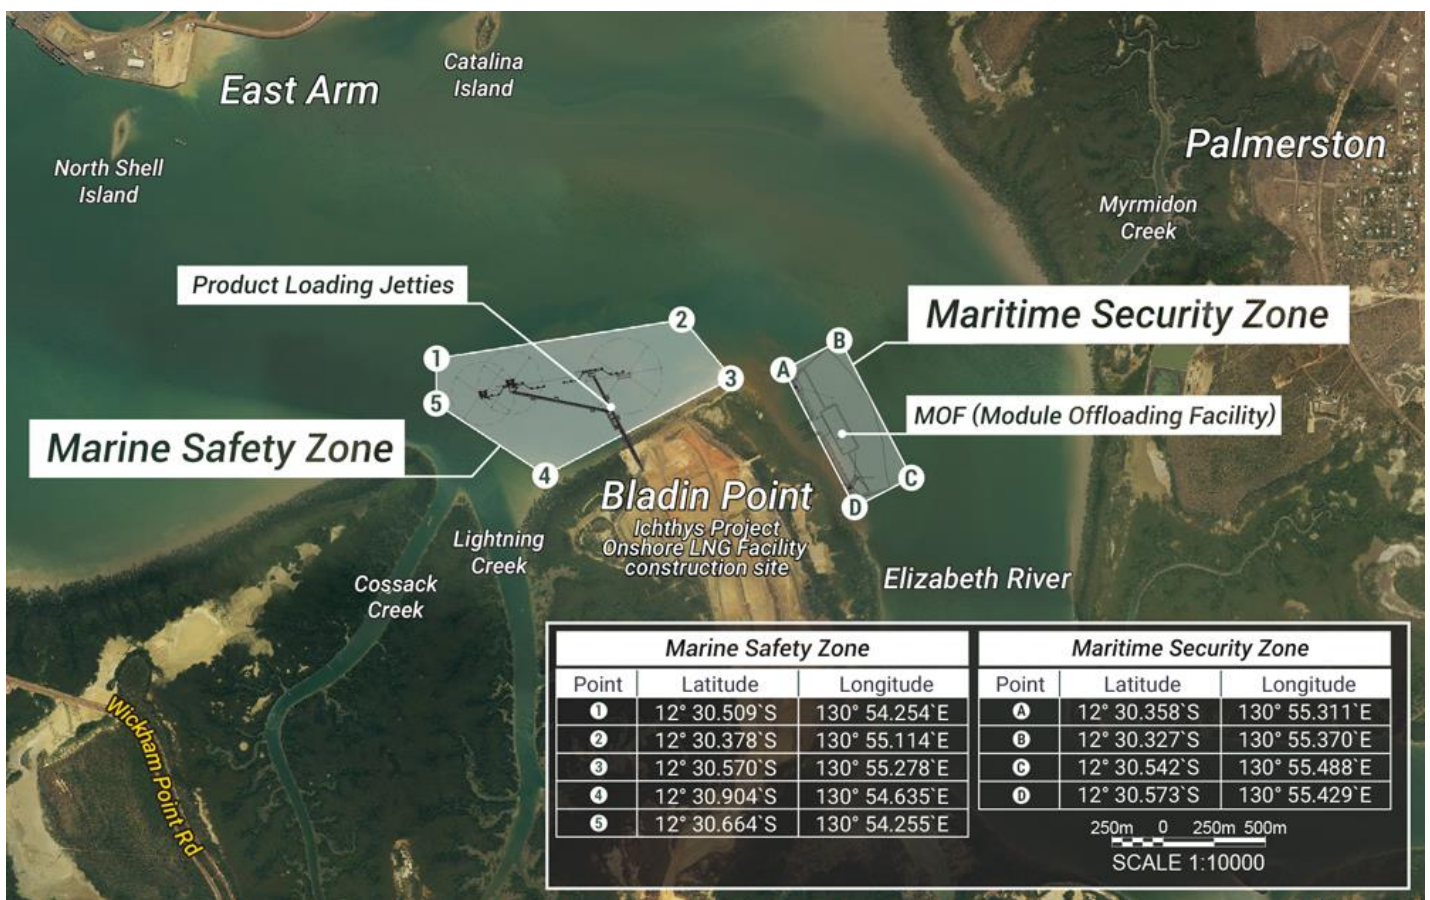 East Arm
Catalina
Island
North Shell
Island
Palmerston
Myrmidon
Creek
Product Loading Jetties
Maritime Security Zone
1
2
3
4
5
A
B
C
D
MOF (Module Offloading Facility)
Marine Safety Zone
Bladin Point
Ichthys Project
Onshore LNG Facility
construction site
Lightning
Creek
Cossack
Creek
Elizabeth River
Wickham Point Rd
Marine Safety Zone
Point Latitude Longitude
1 12° 30.509`S 130° 54.254`E
2 12° 30.378`S 130° 55.114`E
3 12° 30.570`S 130° 55.278`E
4 12° 30.904`S 130° 54.635`E
5 12° 30.664`S 130° 54.255`E
Maritime Security Zone
Point Latitude Longitude
A 12° 30.358`S 130° 55.311`E
B 12° 30.327`S 130° 55.370`E
C 12° 30.542`S 130° 55.488`E
D 12° 30.573`S 130° 55.429`E
250m 0 250m 500m
SCALE 1:10000